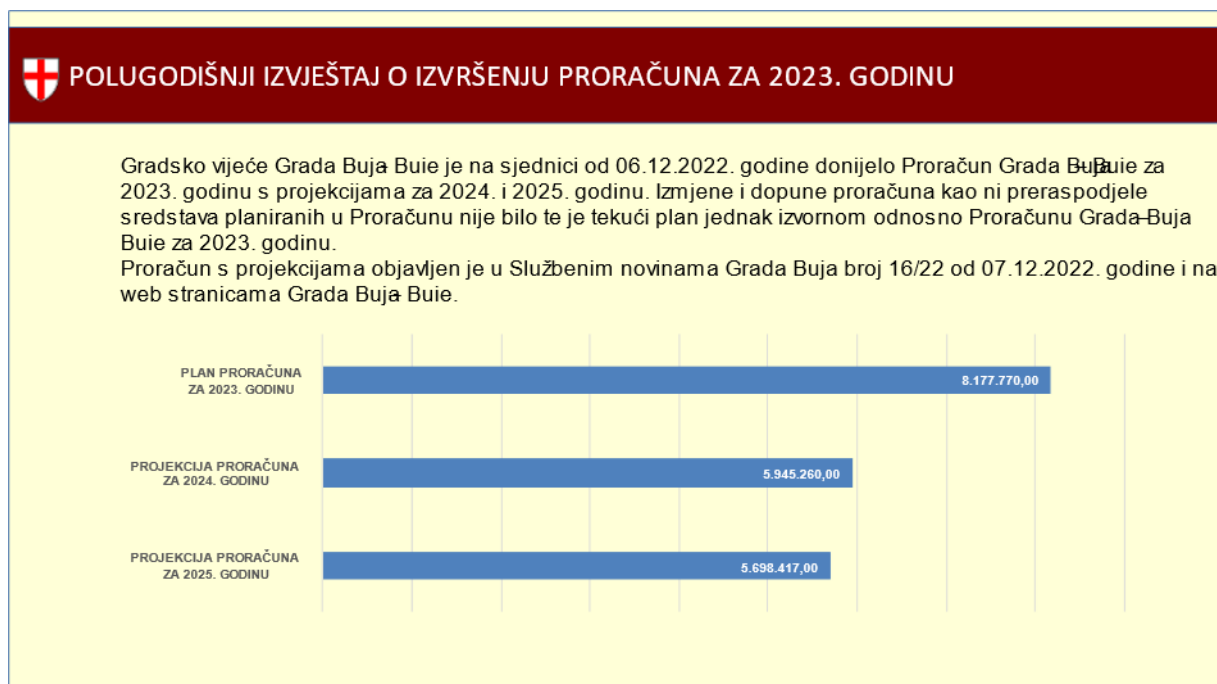 POLUGODIŠNJI IZVJEŠTAJ O IZVRŠENJU PRORAČUNA ZA 2023. GODINU
Gradsko vijeće Grada Buja- Buie je na sjednici od 06.12.2022. godine donijelo Proračun Grada Buja-Buie za
2023. godinu s projekcijama za 2024. i 2025. godinu. Izmjene i dopune proračuna kao ni preraspodjele
sredstava planiranih u Proračunu nije bilo te je tekući plan jednak izvornom odnosno Proračunu Grada Buja–
Buie za 2023. godinu.
Proračun s projekcijama objavljen je u Službenim novinama Grada Buja broj 16/22 od 07.12.2022. godine i na
web stranicama Grada Buja- Buie.
PLAN PRORAČUNA
ZA 2023. GODINU
8.177.770,00
PROJEKCIJA PRORAČUNA
ZA 2024. GODINU
5.945.260,00
PROJEKCIJA PRORAČUNA
ZA 2025. GODINU
5.698.417,00